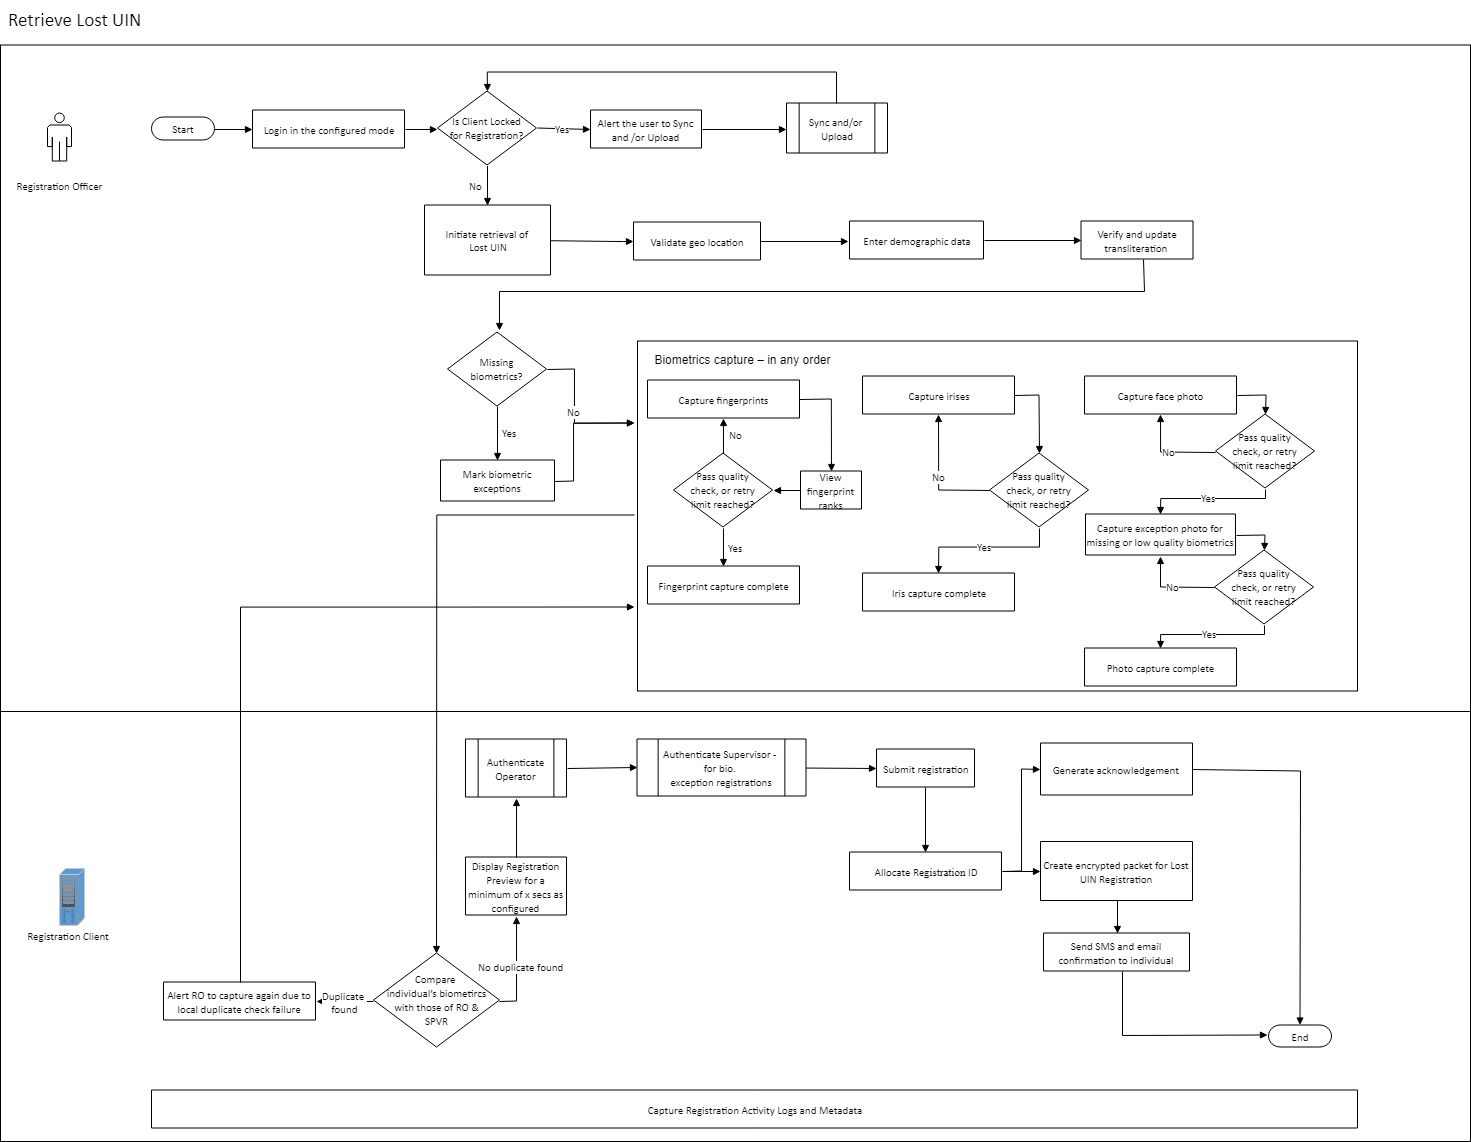 Retrieve Lost UIN
Start
Login in the configured mode
Is Client Locked
for Registration?
Yes
Alert the user to Sync
and /or Upload
Sync and/or
Upload
Registration Officer
No
Initiate retrieval of
Lost UIN
Validate geo location
Enter demographic data
Verify and update
transliteration
Missing
biometrics?
No
Yes
Mark biometric
exceptions
Biometrics capture – in any order
Capture fingerprints
No
Pass quality
check, or retry
limit reached?
View
fingerprint
ranks
Yes
Fingerprint capture complete
Capture irises
No
Pass quality
check, or retry
limit reached?
Yes
Iris capture complete
Capture face photo
Pass quality
check, or retry
limit reached?
No
Yes
Capture exception photo for
missing or low quality biometrics
Pass quality
check, or retry
limit reached?
No
Yes
Photo capture complete
Authenticate
Operator
Authenticate Supervisor -
for bio.
exception registrations
Submit registration
Generate acknowledgement
Display Registration
Preview for a
minimum of x secs as
configured
Allocate Registration ID
Create encrypted packet for Lost
UIN Registration
Registration Client
Send SMS and email
confirmation to individual
No duplicate found
Compare
individual's biometircs
with those of RO &
SPVR
Duplicate
found
Alert RO to capture again due to
local duplicate check failure
End
Capture Registration Activity Logs and Metadata